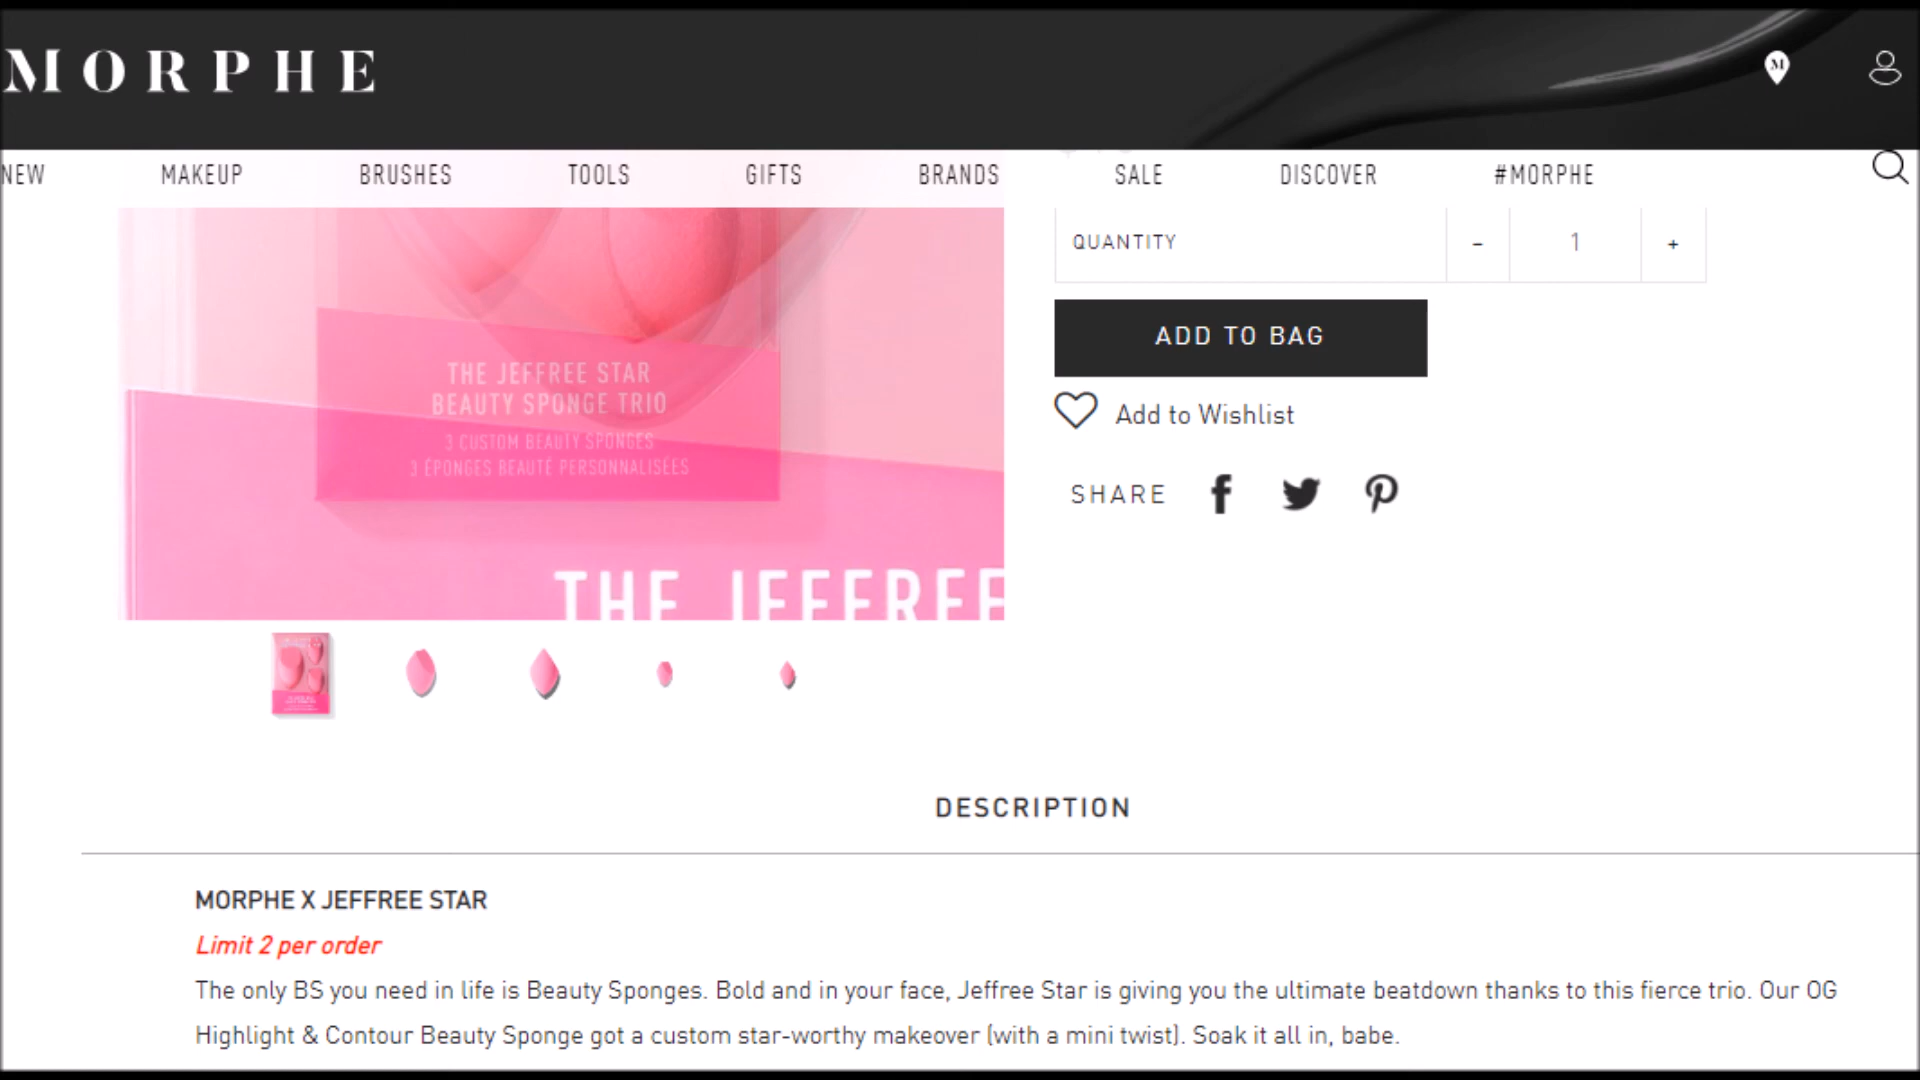 MORPHE
M
NEW MAKEUP BRUSHES TOOLS GIFTS BRANDS SALE DISCOVER #MORPHE
QUANTITY - 1 +
ADD TO BAG
THE JEFFREE STAR
BEAUTY SPONGE TRIO
3 CUSTOM BEAUTY SPONGES
3 ÉPONGES BEAUTÉ PERSONNALISÉES
Add to Wishlist
SHARE
THE JEFFREE
DESCRIPTION
MORPHE X JEFFREE STAR
Limit 2 per order
The only BS you need in life is Beauty Sponges. Bold and in your face, Jeffree Star is giving you the ultimate beatdown thanks to this fierce trio. Our OG
Highlight & Contour Beauty Sponge got a custom star-worthy makeover (with a mini twist). Soak it all in, babe.